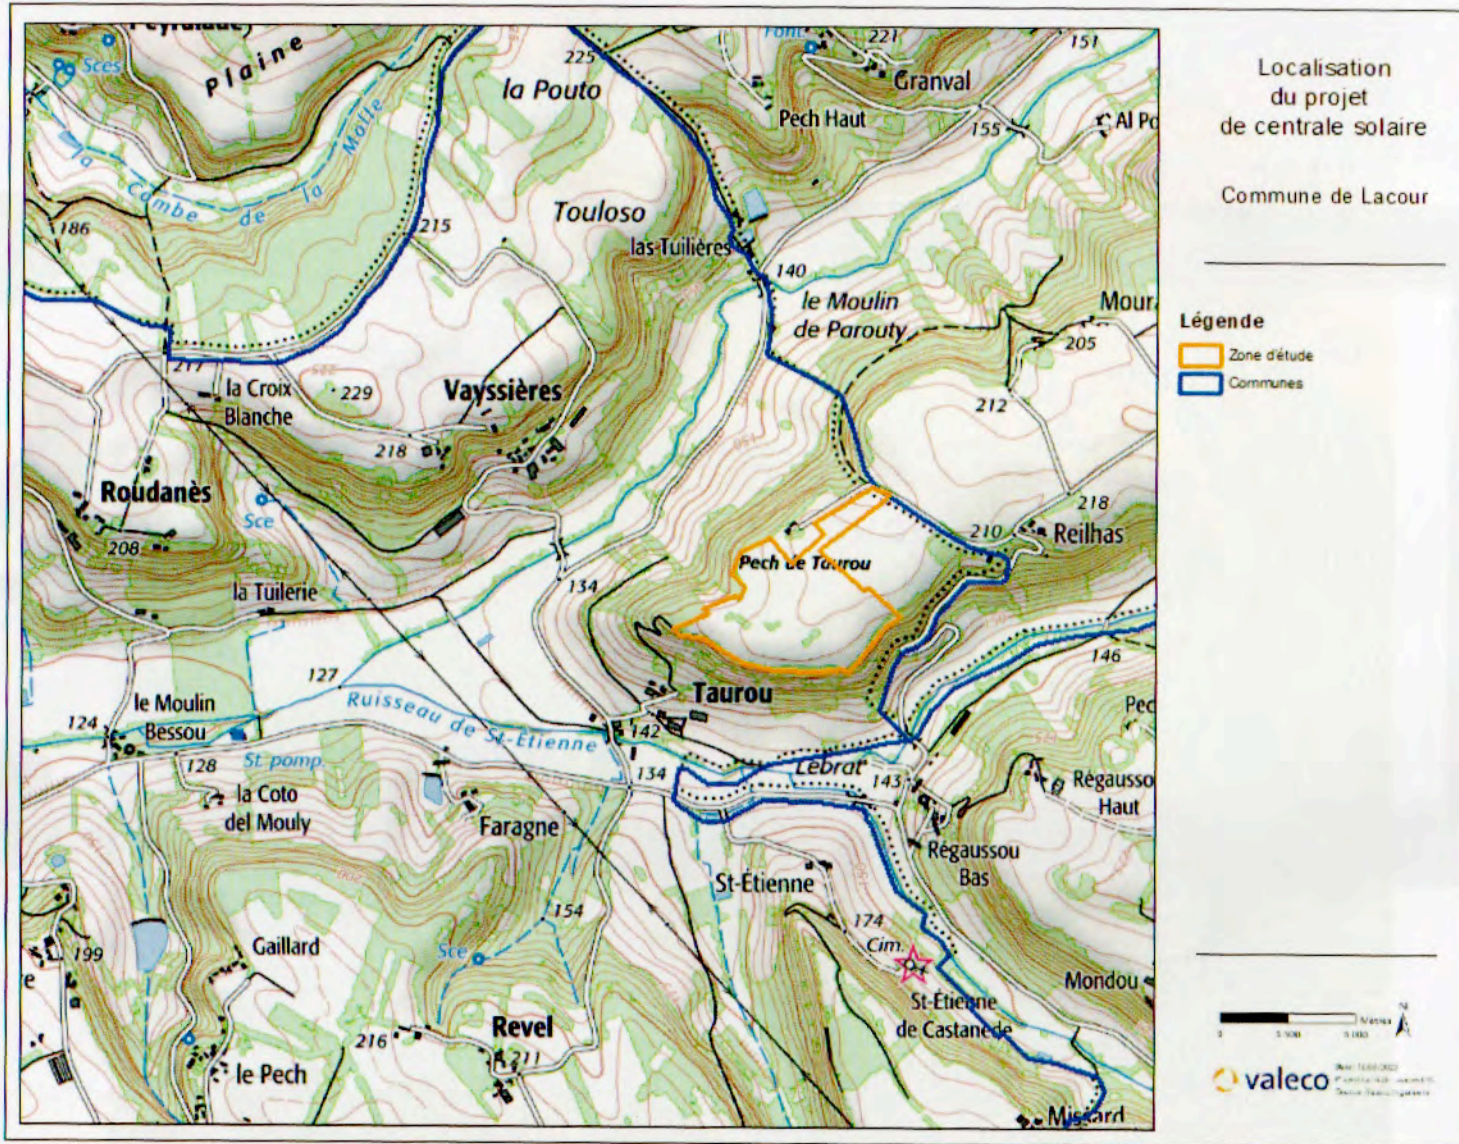 Localisation
du projet
de centrale solaire
Commune de Lacour
Légende
Zone d'étude
Communes
Mètres
N
valeco
Plaine
Sces
la Combe de la Malle
186
215
225
la Pouto
Touloso
Font.
221
Granval
151
Pech Haut
155
las Tuilières
140
le Moulin
de Parouty
205
212
217
la Croix
Blanche
229
Vayssières
218
Roudanès
208
Sce
la Tuilerie
134
Pech de Taurou
218
210
Reilhas
146
127
Ruisseau de St-Étienne
Taurou
142
le Moulin
Bessou
124
128
St. pomp.
la Coto
del Mouly
Faragne
134
Lebrat
143
Régaussou
Bas
Haut
St-Étienne
174
Cim.
St-Étienne
de Castanède
Mondou
154
Sce
Gaillard
199
216
Revel
211
le Pech
Missard